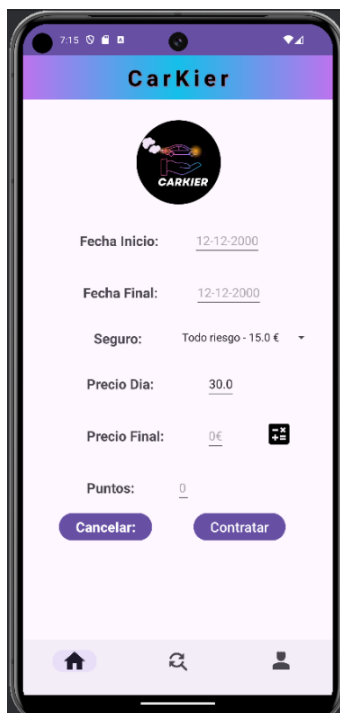 7:15
CarKier
CARKIER
Fecha Inicio: 12-12-2000
Fecha Final: 12-12-2000
Seguro: Todo riesgo - 15.0 €
Precio Dia: 30.0
Precio Final: 0€
Puntos: 0
Cancelar: Contratar